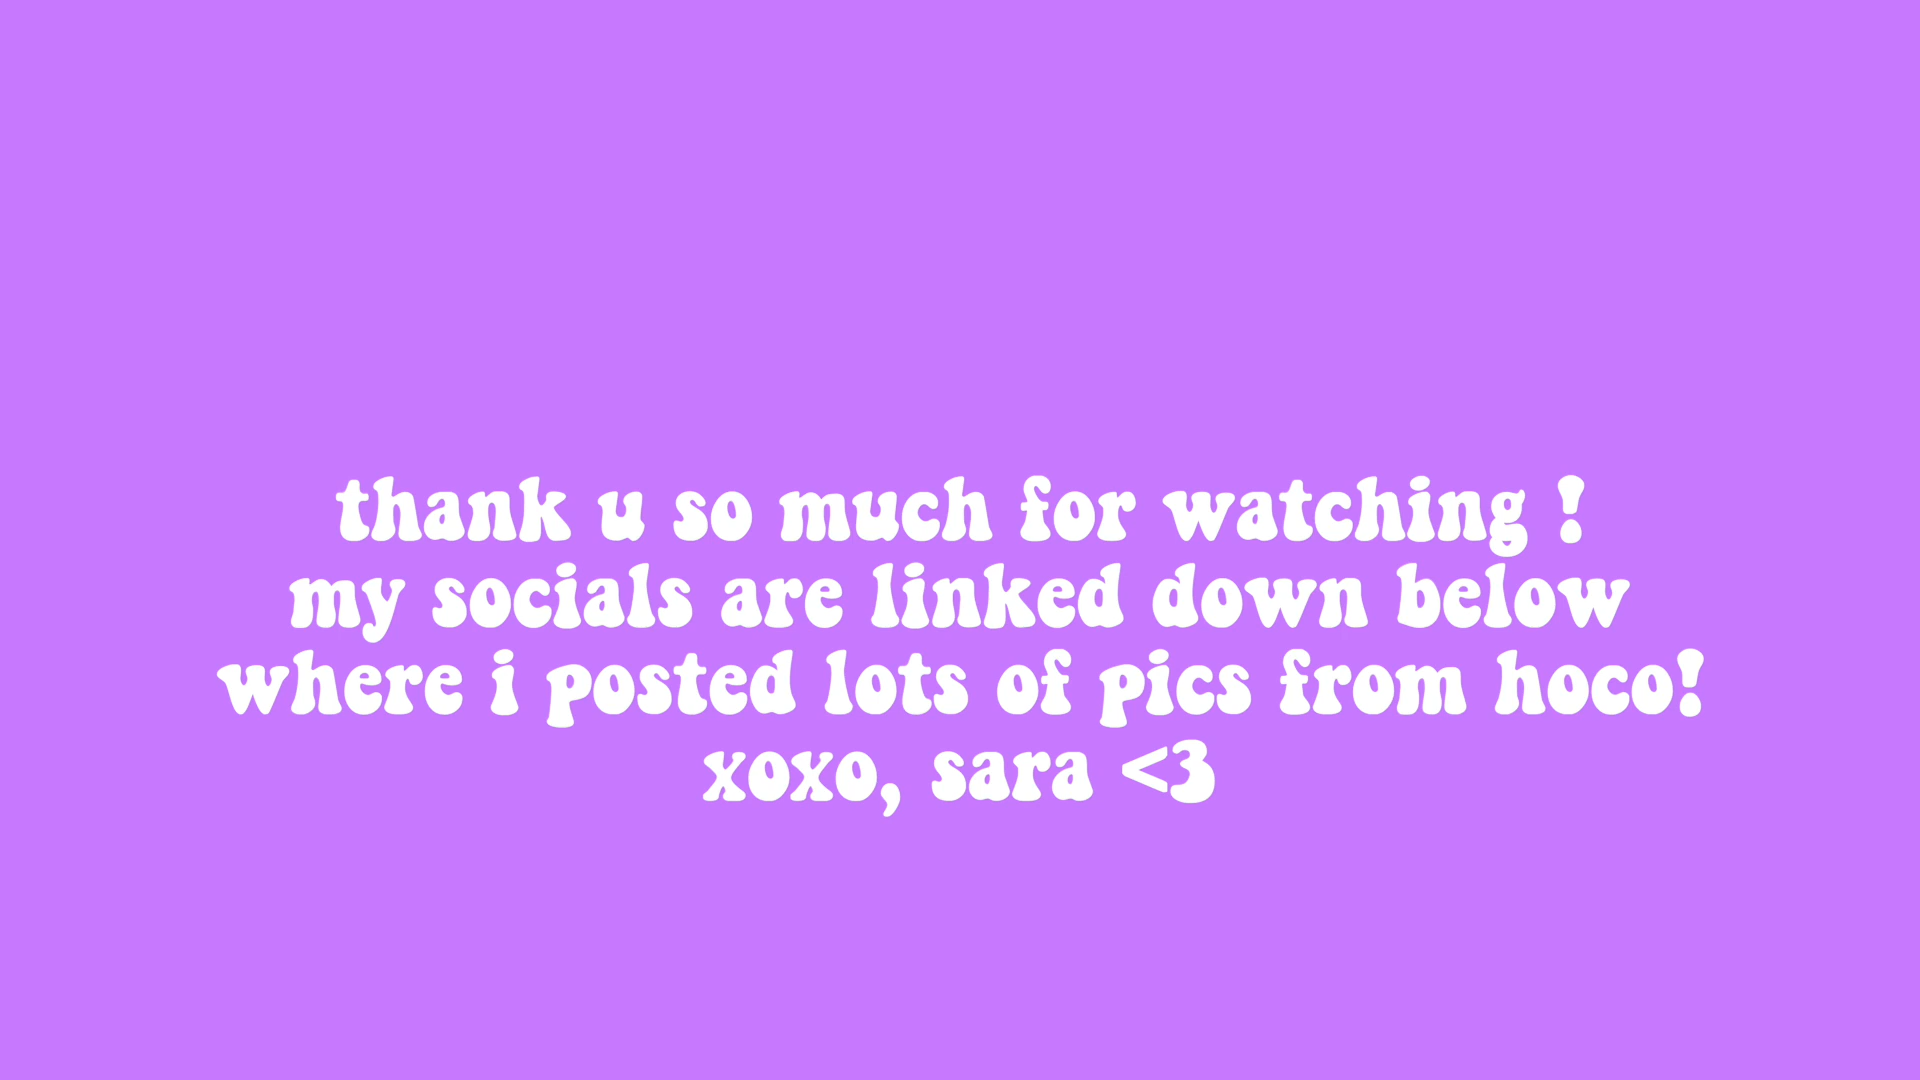 thank u so much for watching !
my socials are linked down below
where i posted lots of pics from hoco!
xoxo, sara <3